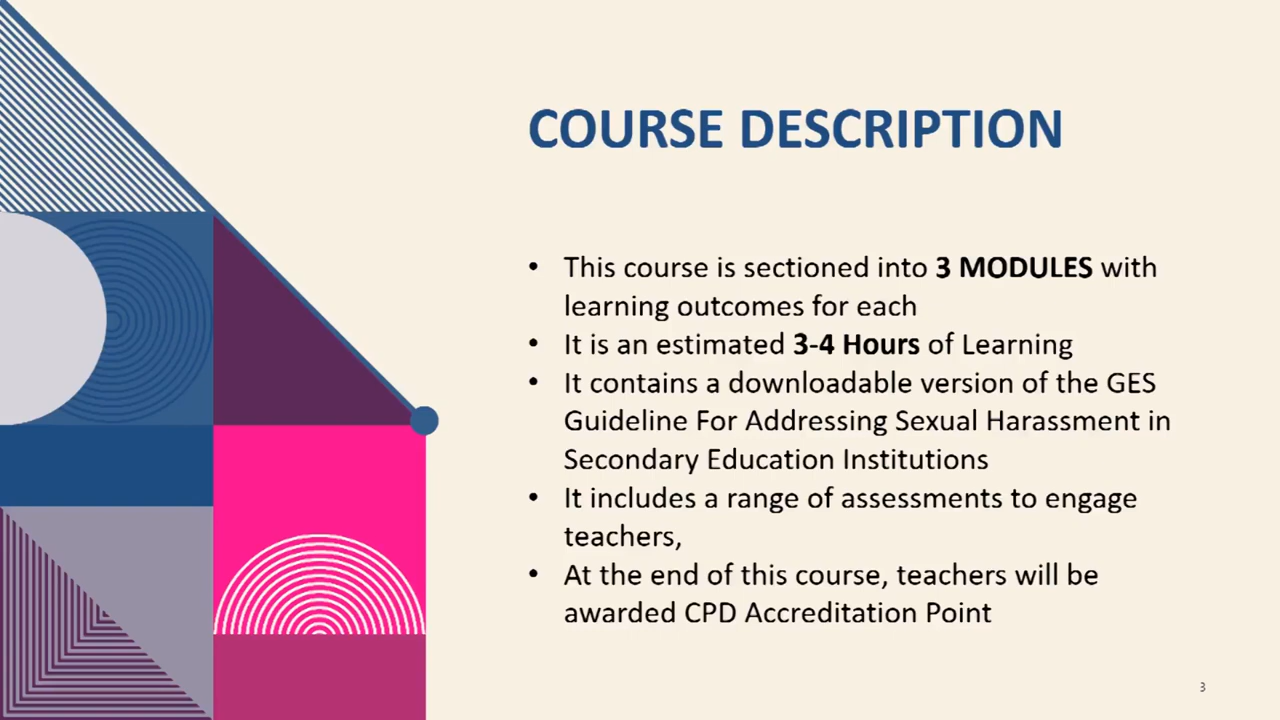 COURSE DESCRIPTION
• This course is sectioned into 3 MODULES with
learning outcomes for each
• It is an estimated 3-4 Hours of Learning
• It contains a downloadable version of the GES
Guideline For Addressing Sexual Harassment in
Secondary Education Institutions
• It includes a range of assessments to engage
teachers,
• At the end of this course, teachers will be
awarded CPD Accreditation Point
3